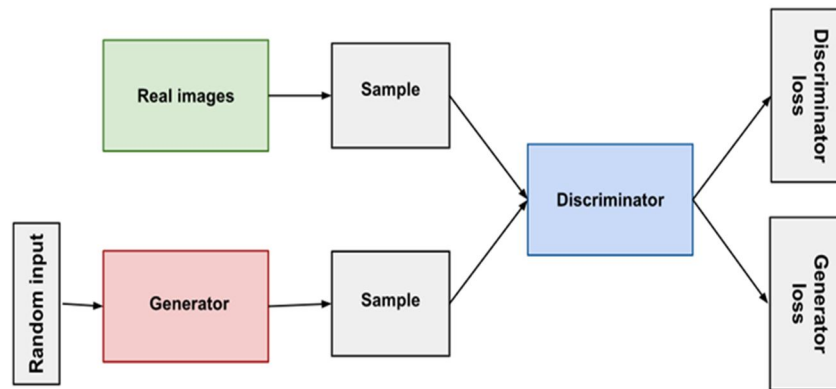 Real images
Sample
Discriminator
loss
Discriminator
Random input
Generator
Sample
Generator
loss